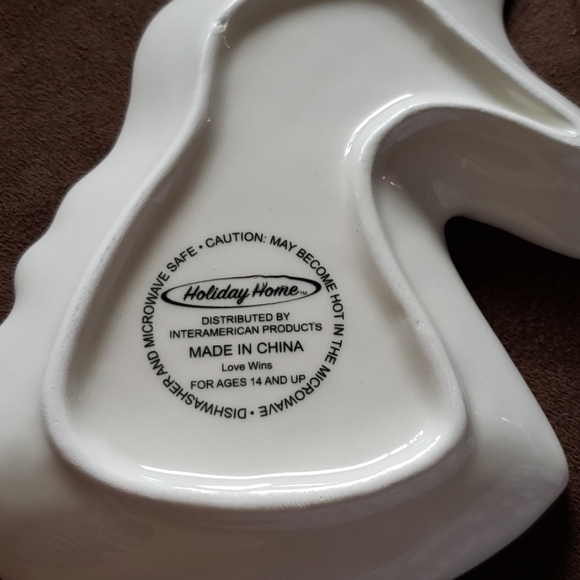 DISHWASHER AND MICROWAVE SAFE • CAUTION: MAY BECOME HOT IN THE MICROWAVE •
Holiday Home™
DISTRIBUTED BY
INTERAMERICAN PRODUCTS
MADE IN CHINA
Love Wins
FOR AGES 14 AND UP